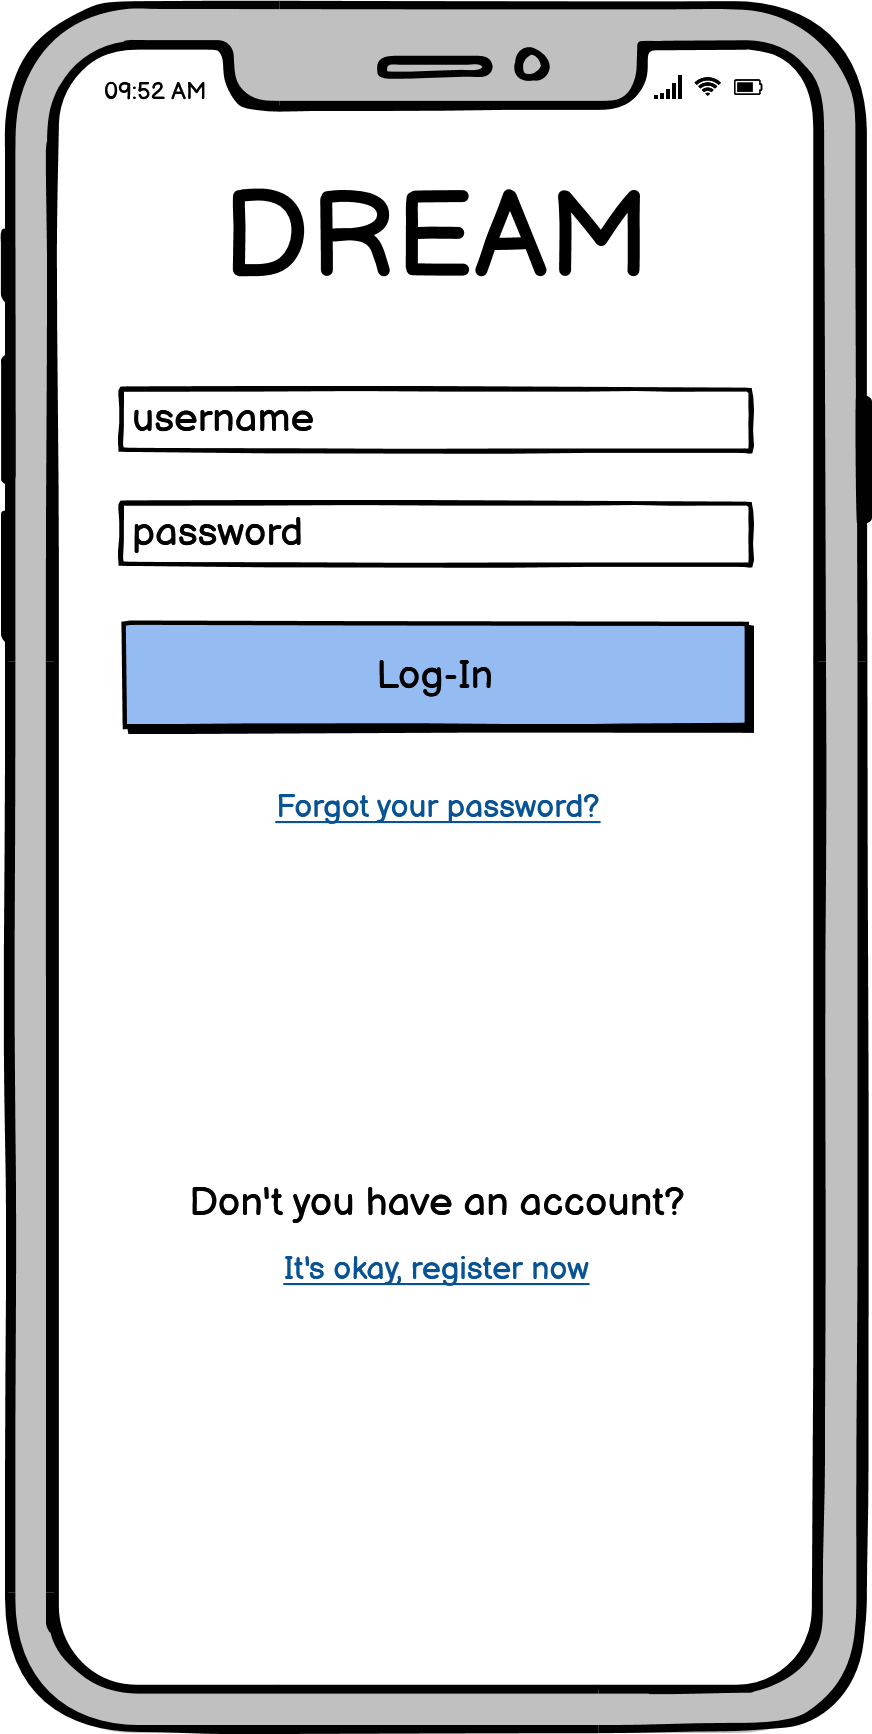 09:52 AM
DREAM
username
password
Log-In
Forgot your password?
Don't you have an account?
It's okay, register now